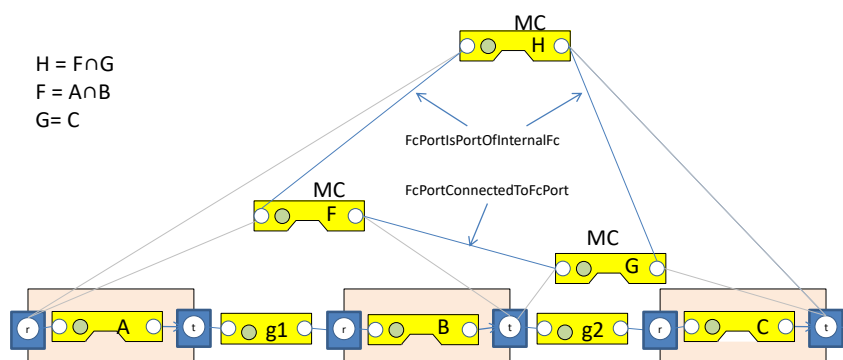 MC
H
H = F∩G
F = A∩B
G= C
FcPortIsPortOfInternalFc
FcPortConnectedToFcPort
MC
F
MC
G
r A t g1 r B t g2 r C t